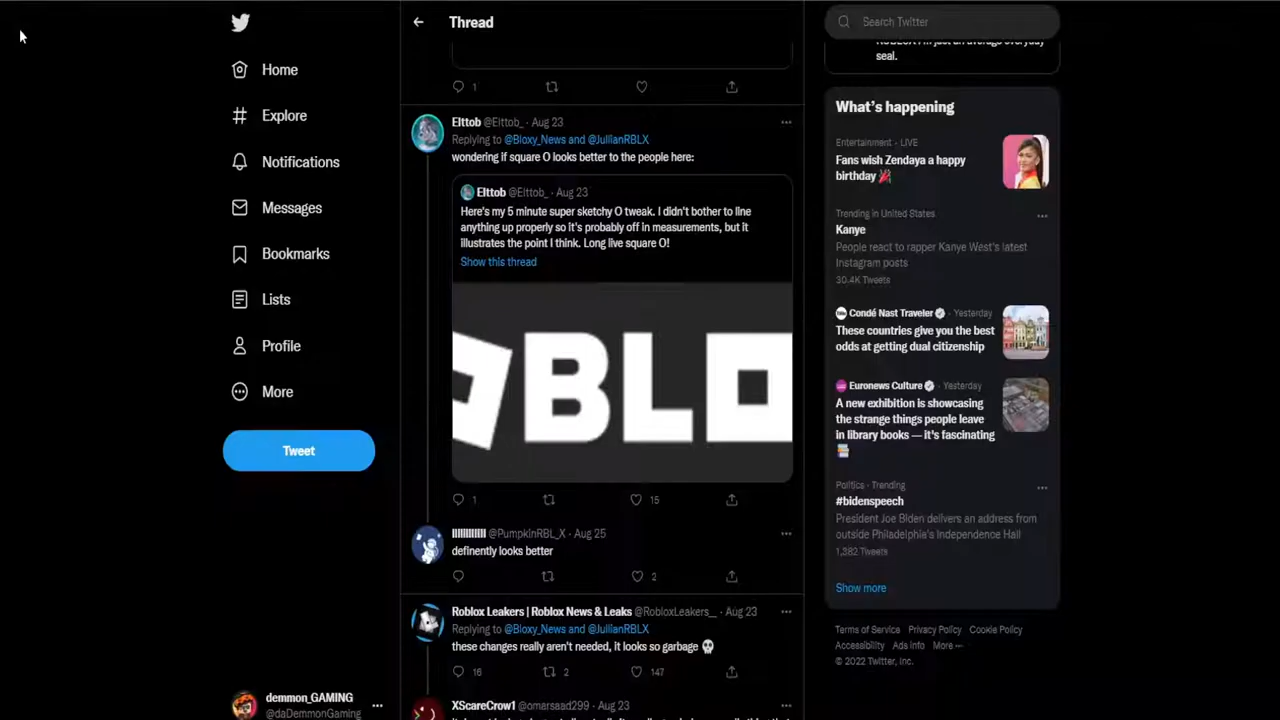 Home
Explore
Notifications
Messages
Bookmarks
Lists
Profile
More
Tweet
demmon_GAMING
@daDemmonGaming
Thread
1
Elttob @Elttob_ · Aug 23
Replying to @Bloxy_News and @JullianRBLX
wondering if square O looks better to the people here:
Elttob @Elttob_ · Aug 23
Here's my 5 minute super sketchy O tweak. I didn't bother to line
anything up properly so it's probably off in measurements, but it
illustrates the point I think. Long live square O!
Show this thread
OBLO
1
15
@PumpkinRBL_X · Aug 25
definently looks better
2
Roblox Leakers | Roblox News & Leaks @RobloxLeakers_ · Aug 23
Replying to @Bloxy_News and @JullianRBLX
these changes really aren't needed, it looks so garbage 💀
16
2
147
XScareCrow1 @omarsaad299 · Aug 23
Search Twitter
seal.
What's happening
Entertainment · LIVE
Fans wish Zendaya a happy
birthday 🎉
Trending in United States
Kanye
People react to rapper Kanye West's latest
Instagram posts
30.4K Tweets
Condé Nast Traveler · Yesterday
These countries give you the best
odds at getting dual citizenship
Euronews Culture · Yesterday
A new exhibition is showcasing
the strange things people leave
in library books — it's fascinating
📚
Politics · Trending
#bidenspeech
President Joe Biden delivers an address from
outside Philadelphia's Independence Hall
1,382 Tweets
Show more
Terms of Service Privacy Policy Cookie Policy
Accessibility Ads info More ···
© 2022 Twitter, Inc.